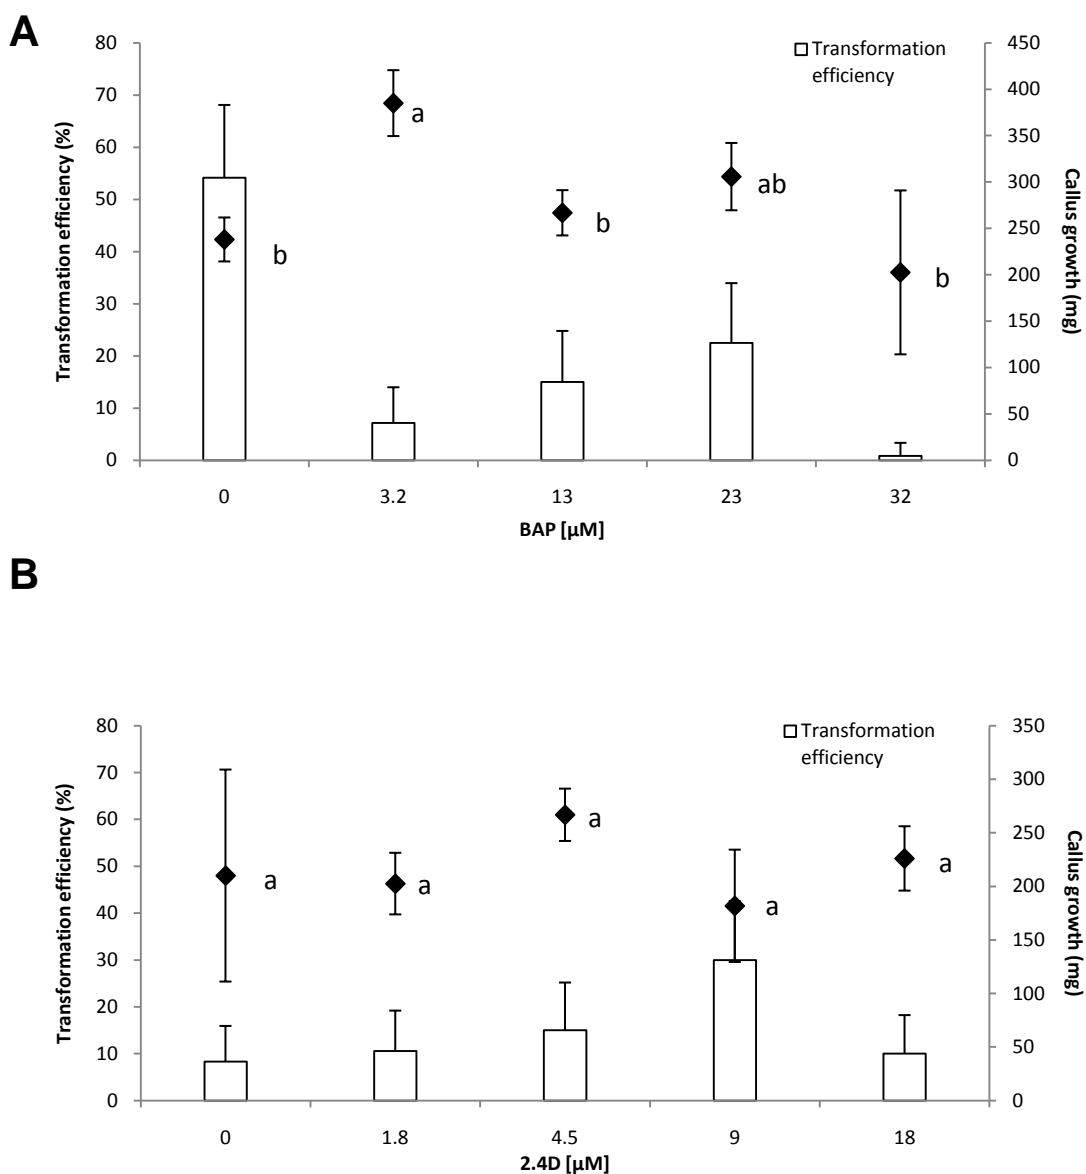 A
Transformation efficiency (%)
80
70
60
50
40
30
20
10
0
Transformation
efficiency
b
a
b
ab
b
450
400
350
300
250
200
150
100
50
0
Callus growth (mg)
0 3.2 13 23 32
BAP [µM]
B
Transformation efficiency (%)
80
70
60
50
40
30
20
10
0
Transformation
efficiency
a
a
a
a
a
350
300
250
200
150
100
50
0
Callus growth (mg)
0 1.8 4.5 9 18
2.4D [µM]